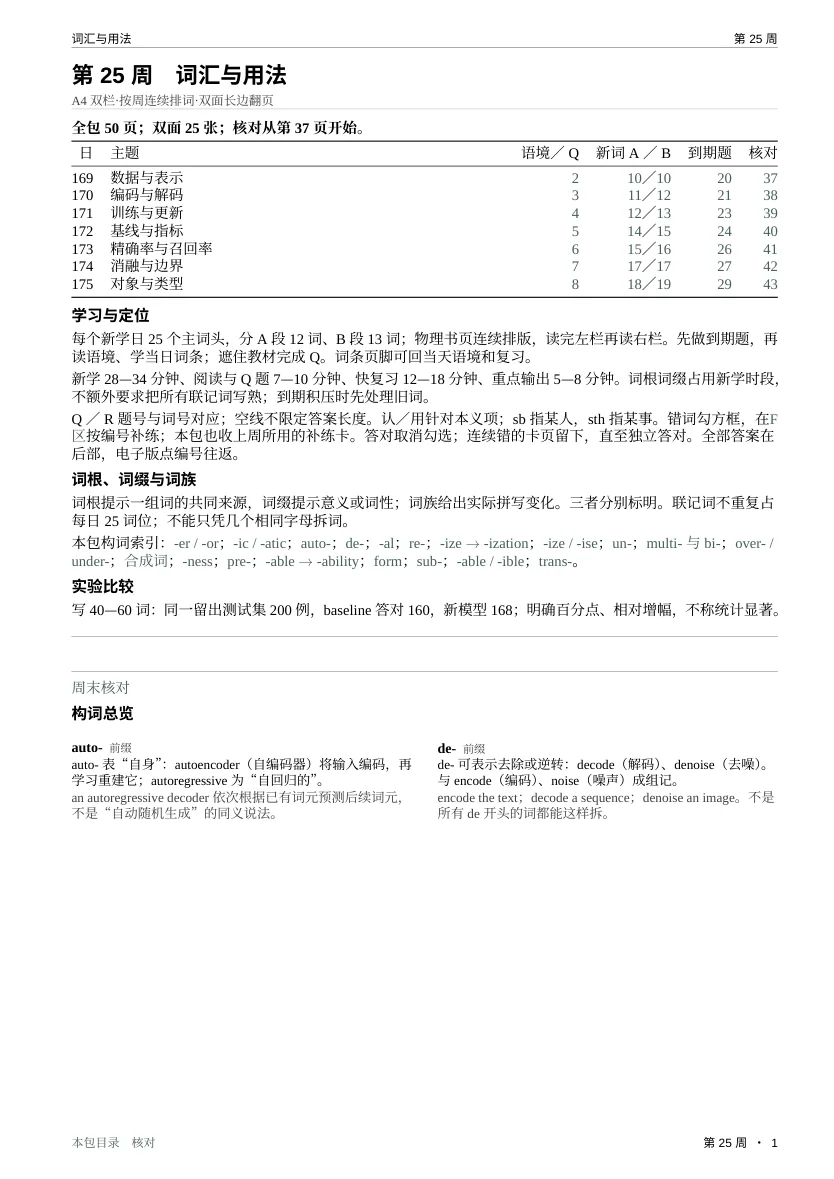 词汇与用法 第 25 周
第 25 周　词汇与用法
A4 双栏·按周连续排词·双面长边翻页
全包 50 页；双面 25 张；核对从第 37 页开始。
日 主题 语境／ Q 新词 A ／ B 到期题 核对
169 数据与表示 2 10／10 20 37
170 编码与解码 3 11／12 21 38
171 训练与更新 4 12／13 23 39
172 基线与指标 5 14／15 24 40
173 精确率与召回率 6 15／16 26 41
174 消融与边界 7 17／17 27 42
175 对象与类型 8 18／19 29 43
学习与定位
每个新学日 25 个主词头，分 A 段 12 词、B 段 13 词；物理书页连续排版，读完左栏再读右栏。先做到期题，再
读语境、学当日词条；遮住教材完成 Q。词条页脚可回当天语境和复习。
新学 28—34 分钟、阅读与 Q 题 7—10 分钟、快复习 12—18 分钟、重点输出 5—8 分钟。词根词缀占用新学时段，
不额外要求把所有联记词写熟；到期积压时先处理旧词。
Q ／ R 题号与词号对应；空线不限定答案长度。认／用针对本义项；sb 指某人，sth 指某事。错词勾方框，在F
区按编号补练；本包也收上周所用的补练卡。答对取消勾选；连续错的卡页留下，直至独立答对。全部答案在
后部，电子版点编号往返。
词根、词缀与词族
词根提示一组词的共同来源，词缀提示意义或词性；词族给出实际拼写变化。三者分别标明。联记词不重复占
每日 25 词位；不能只凭几个相同字母拆词。
本包构词索引：-er / -or；-ic / -atic；auto-；de-；-al；re-；-ize → -ization；-ize / -ise；un-；multi- 与 bi-；over- /
under-；合成词；-ness；pre-；-able → -ability；form；sub-；-able / -ible；trans-。
实验比较
写 40—60 词：同一留出测试集 200 例，baseline 答对 160，新模型 168；明确百分点、相对增幅，不称统计显著。
周末核对
构词总览
auto- 前缀
auto- 表“自身”：autoencoder（自编码器）将输入编码，再
学习重建它；autoregressive 为“自回归的”。
an autoregressive decoder 依次根据已有词元预测后续词元，
不是“自动随机生成”的同义说法。
de- 前缀
de- 可表示去除或逆转：decode（解码）、denoise（去噪）。
与 encode（编码）、noise（噪声）成组记。
encode the text；decode a sequence；denoise an image。不是
所有 de 开头的词都能这样拆。
本包目录　核对 第 25 周 · 1